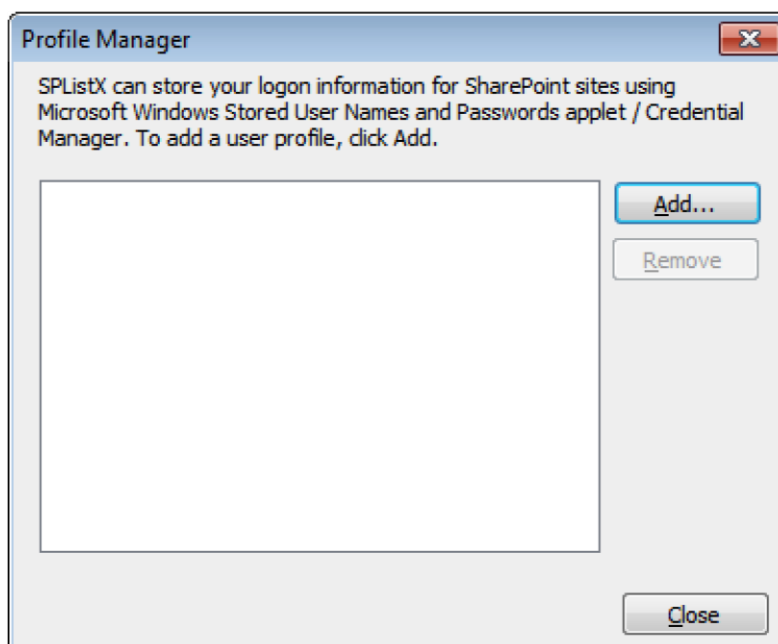 Profile Manager
SPListX can store your logon information for SharePoint sites using
Microsoft Windows Stored User Names and Passwords applet / Credential
Manager. To add a user profile, click Add.
Add...
Remove
Close